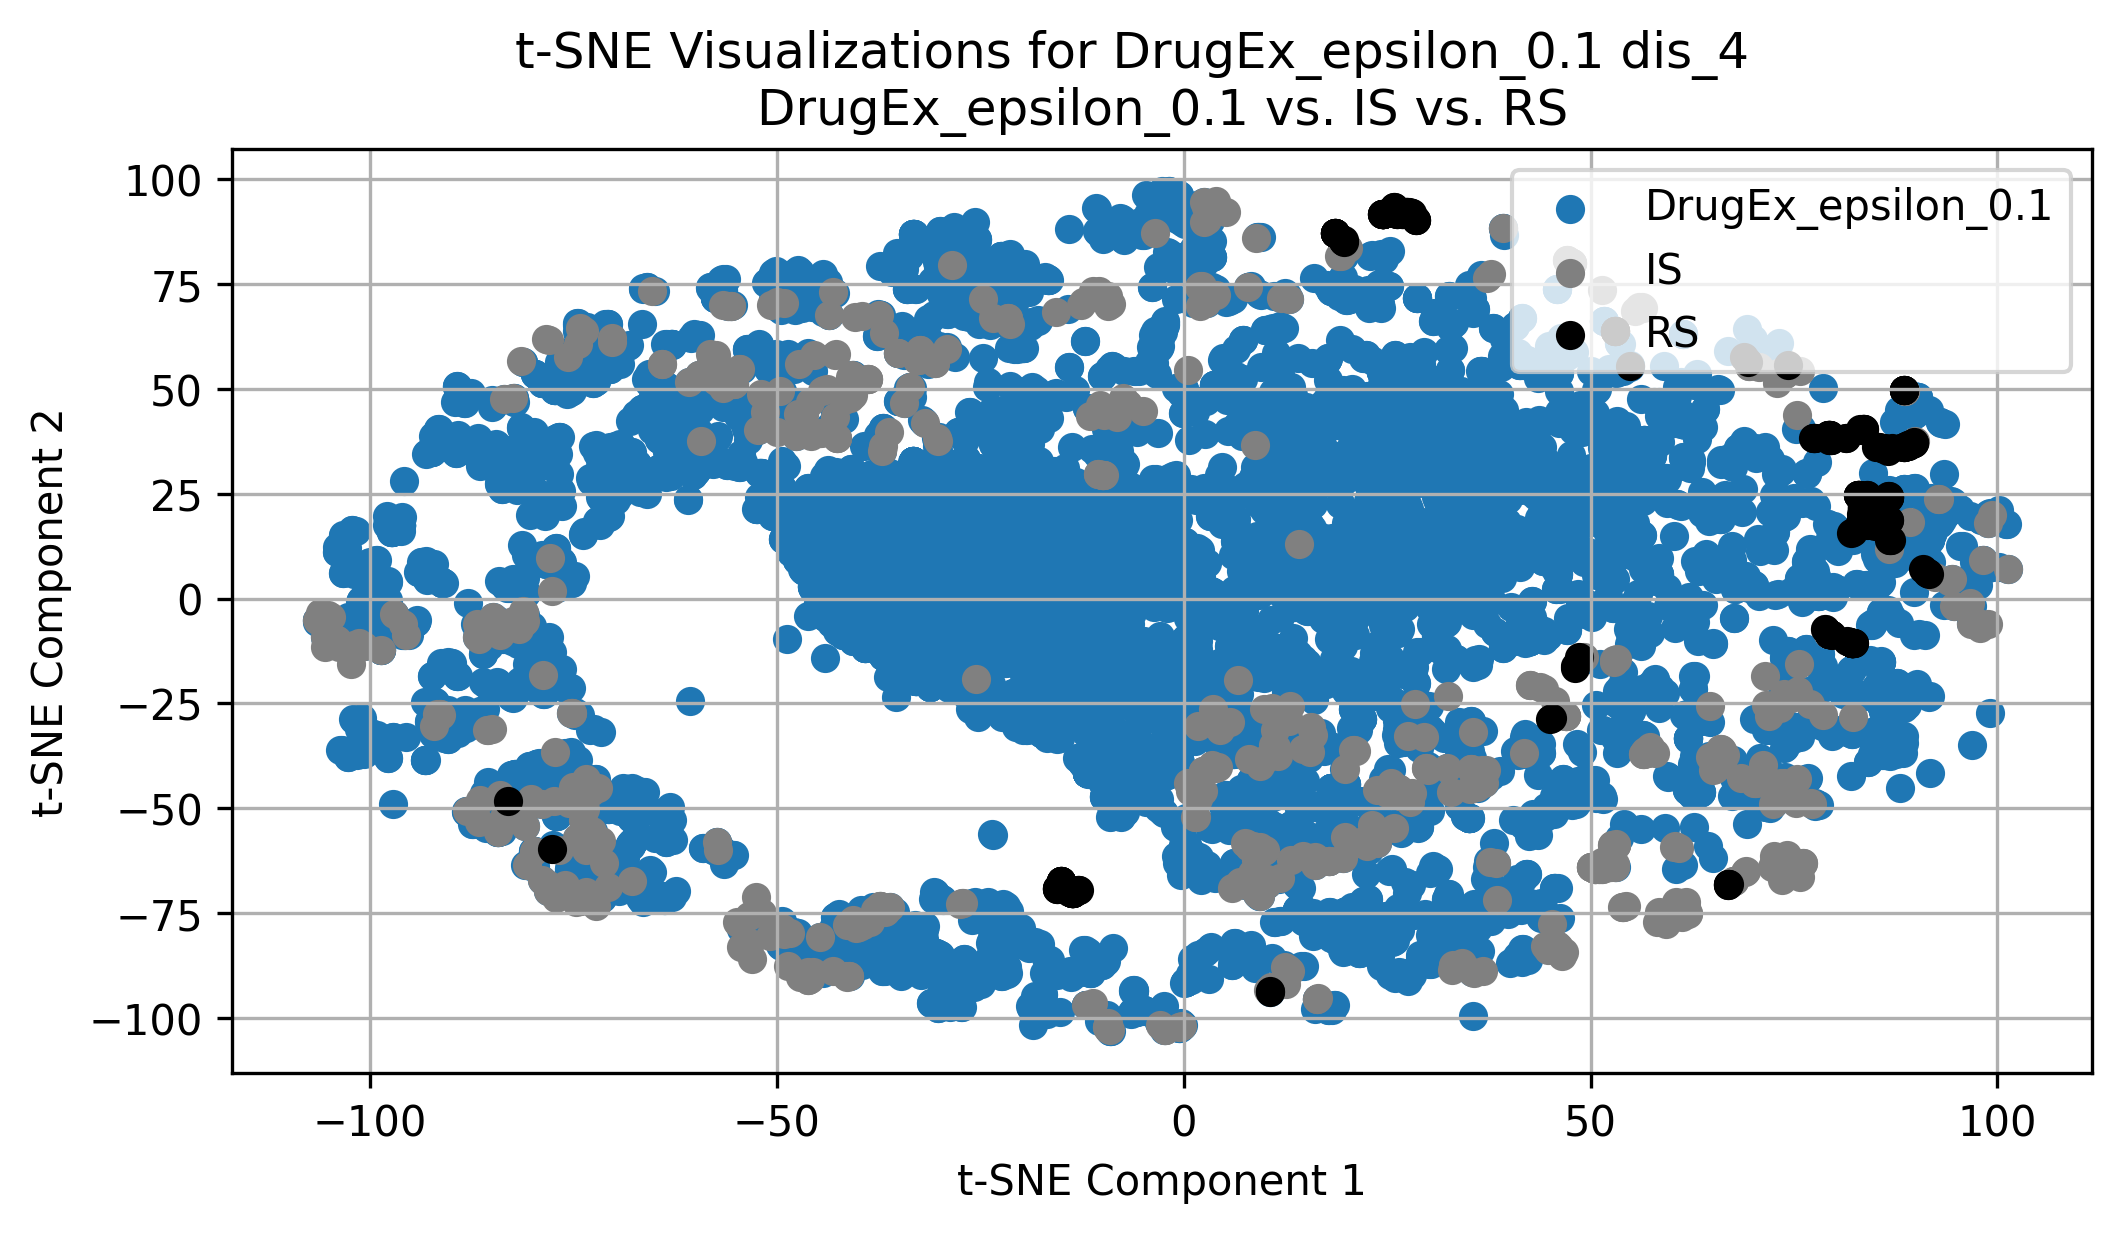 t-SNE Visualizations for DrugEx_epsilon_0.1 dis_4
DrugEx_epsilon_0.1 vs. IS vs. RS
DrugEx_epsilon_0.1
IS
RS
t-SNE Component 2
100
75
50
25
0
−25
−50
−75
−100
−100
−50
0
50
100
t-SNE Component 1